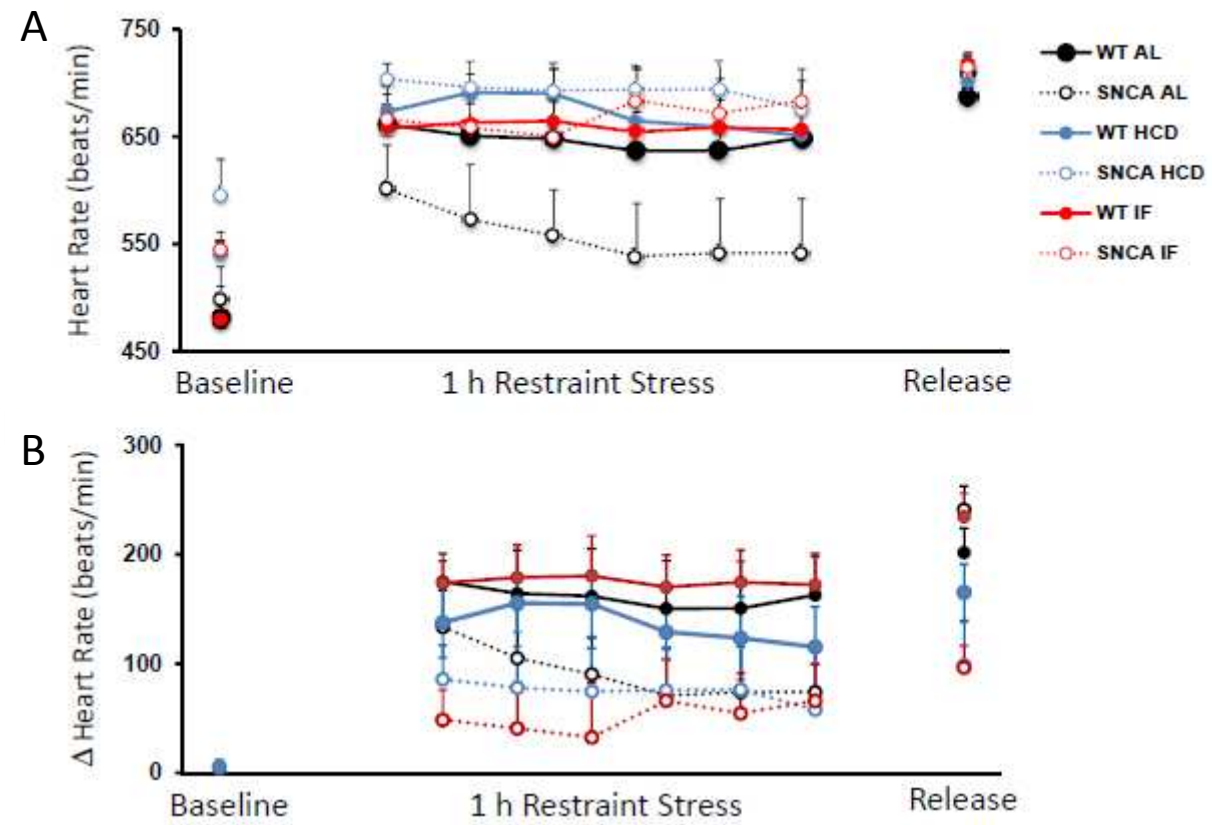 A
Heart Rate (beats/min)
750
650
550
450
Baseline
1 h Restraint Stress
Release
WT AL
SNCA AL
WT HCD
SNCA HCD
WT IF
SNCA IF
B
Δ Heart Rate (beats/min)
300
200
100
0
Baseline
1 h Restraint Stress
Release